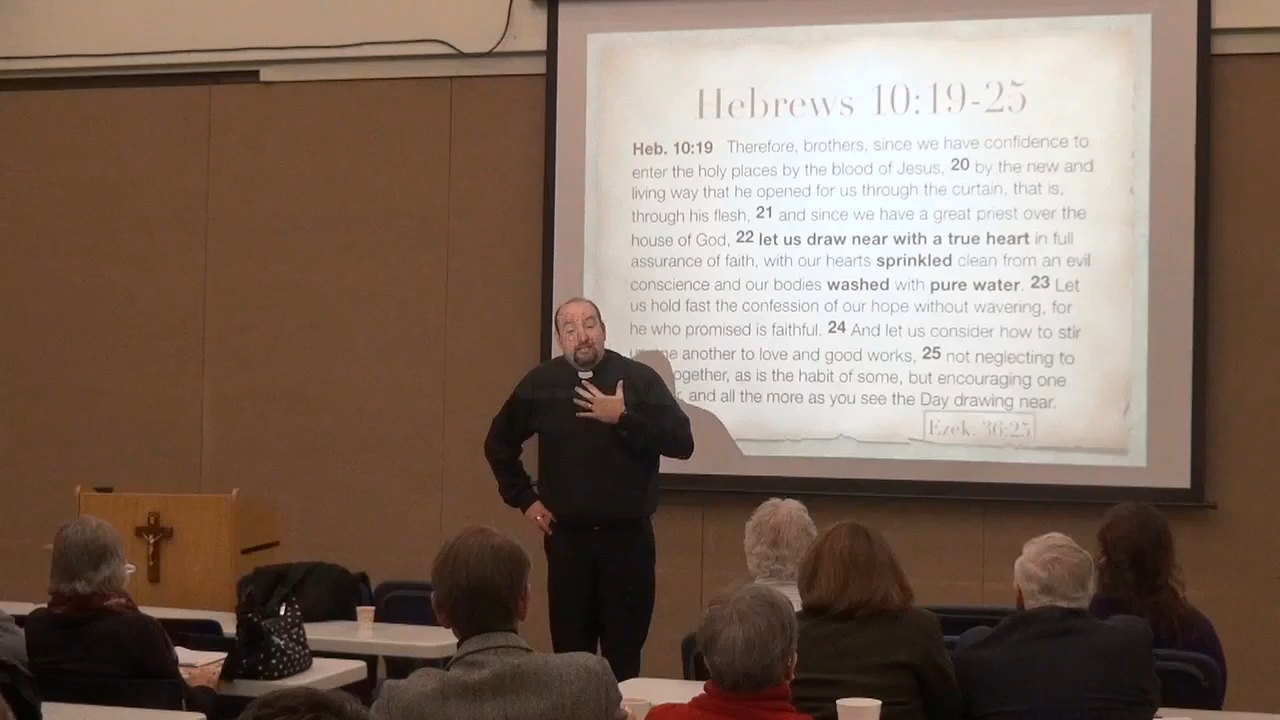 Hebrews 10:19-25
Heb. 10:19 Therefore, brothers, since we have confidence to
enter the holy places by the blood of Jesus, 20 by the new and
living way that he opened for us through the curtain, that is,
through his flesh, 21 and since we have a great priest over the
house of God, 22 let us draw near with a true heart in full
assurance of faith, with our hearts sprinkled clean from an evil
conscience and our bodies washed with pure water. 23 Let
us hold fast the confession of our hope without wavering, for
he who promised is faithful. 24 And let us consider how to stir
another to love and good works, 25 not neglecting to
ogether, as is the habit of some, but encouraging one
and all the more as you see the Day drawing near.
Ezek. 36:25